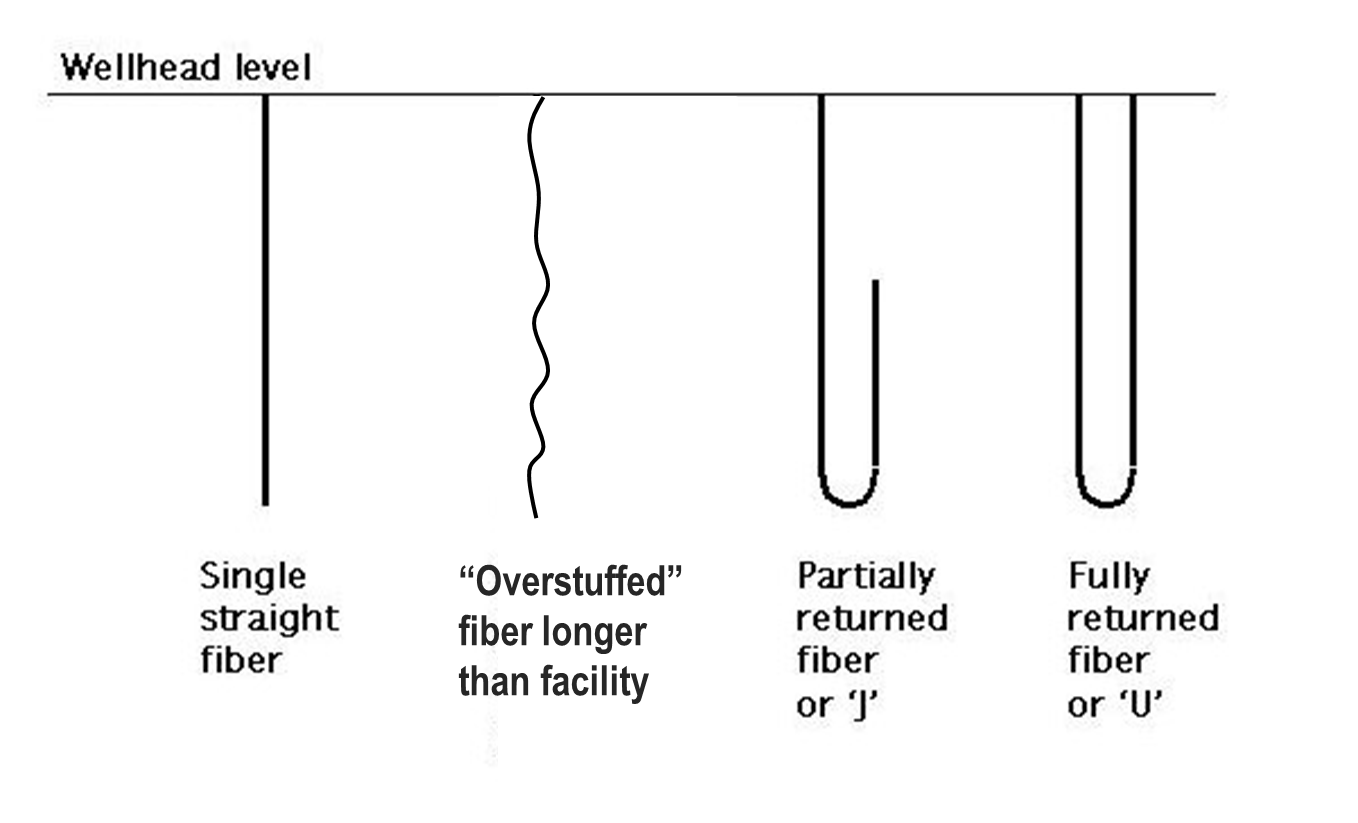 Wellhead level
Single
straight
fiber
“Overstuffed”
fiber longer
than facility
Partially
returned
fiber
or ‘J’
Fully
returned
fiber
or ‘U’